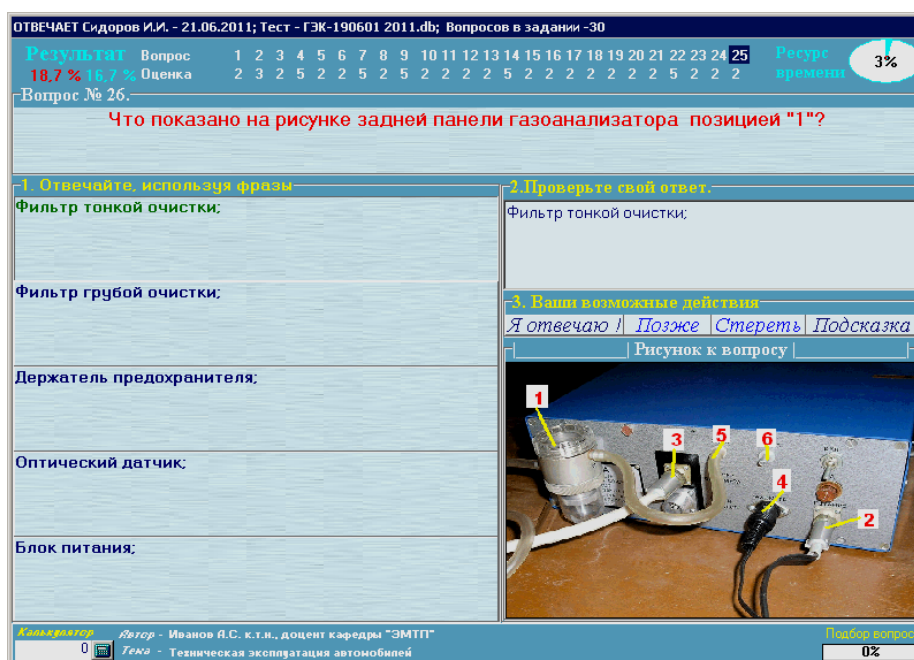 ОТВЕЧАЕТ Сидоров И.И. - 21.06.2011; Тест - ГЭК-190601 2011.db; Вопросов в задании -30
Результат Вопрос 1 2 3 4 5 6 7 8 9 10 11 12 13 14 15 16 17 18 19 20 21 22 23 24 25 Ресурс
18,7 % 16,7 % Оценка 2 3 2 5 2 2 5 2 5 2 2 2 2 5 2 2 2 2 2 2 2 5 2 2 2 времени 3%
Вопрос № 26.
Что показано на рисунке задней панели газоанализатора позицией "1"?
1. Отвечайте, используя фразы
Фильтр тонкой очистки;
Фильтр грубой очистки;
Держатель предохранителя;
Оптический датчик;
Блок питания;
2.Проверьте свой ответ.
Фильтр тонкой очистки;
3. Ваши возможные действия
Я отвечаю ! Позже Стереть Подсказка
Рисунок к вопросу
1
3
5
6
4
2
Калькулятор
0
Автор - Иванов А.С. к.т.н., доцент кафедры "ЭМТП"
Тема - Техническая эксплуатация автомобилей
Подбор вопрос
0%